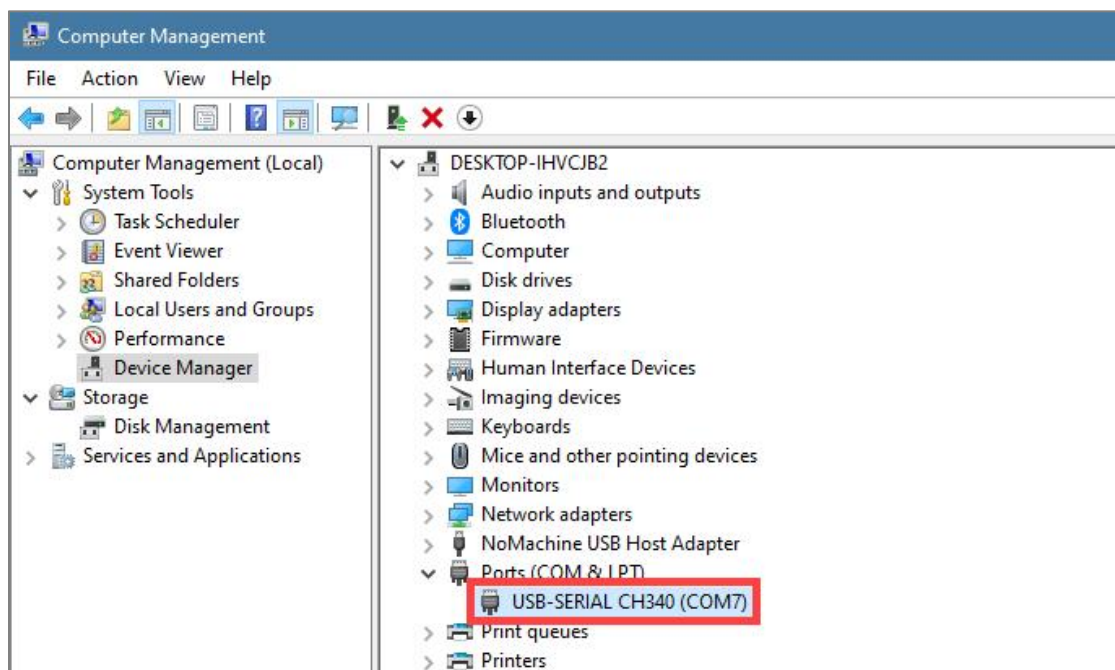 Computer Management
File Action View Help
Computer Management (Local)
System Tools
Task Scheduler
Event Viewer
Shared Folders
Local Users and Groups
Performance
Device Manager
Storage
Disk Management
Services and Applications
DESKTOP-IHVCJB2
Audio inputs and outputs
Bluetooth
Computer
Disk drives
Display adapters
Firmware
Human Interface Devices
Imaging devices
Keyboards
Mice and other pointing devices
Monitors
Network adapters
NoMachine USB Host Adapter
Ports (COM & LPT)
USB-SERIAL CH340 (COM7)
Print queues
Printers